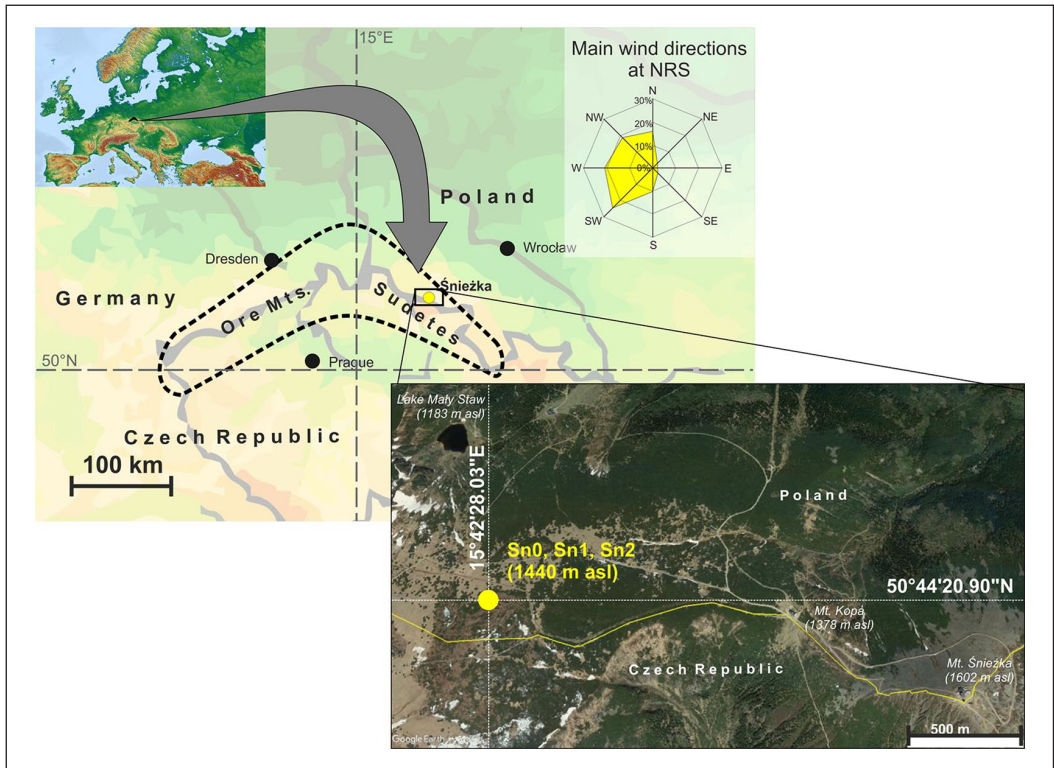 15°E
Main wind directions
at NRS
N
30%
NW
NE
20%
10%
W
0%
E
SW
SE
S
Poland
Wrocław
Dresden
Śnieżka
Germany
Ore Mts.
Sudetes
50°N
Prague
Czech Republic
100 km
Lake Mały Staw
(1183 m asl)
15°42'28.03"E
Poland
Sn0, Sn1, Sn2
(1440 m asl)
50°44'20.90"N
Mt. Kopa
(1378 m asl)
Czech Republic
Mt. Śnieżka
(1602 m asl)
500 m
Google Earth